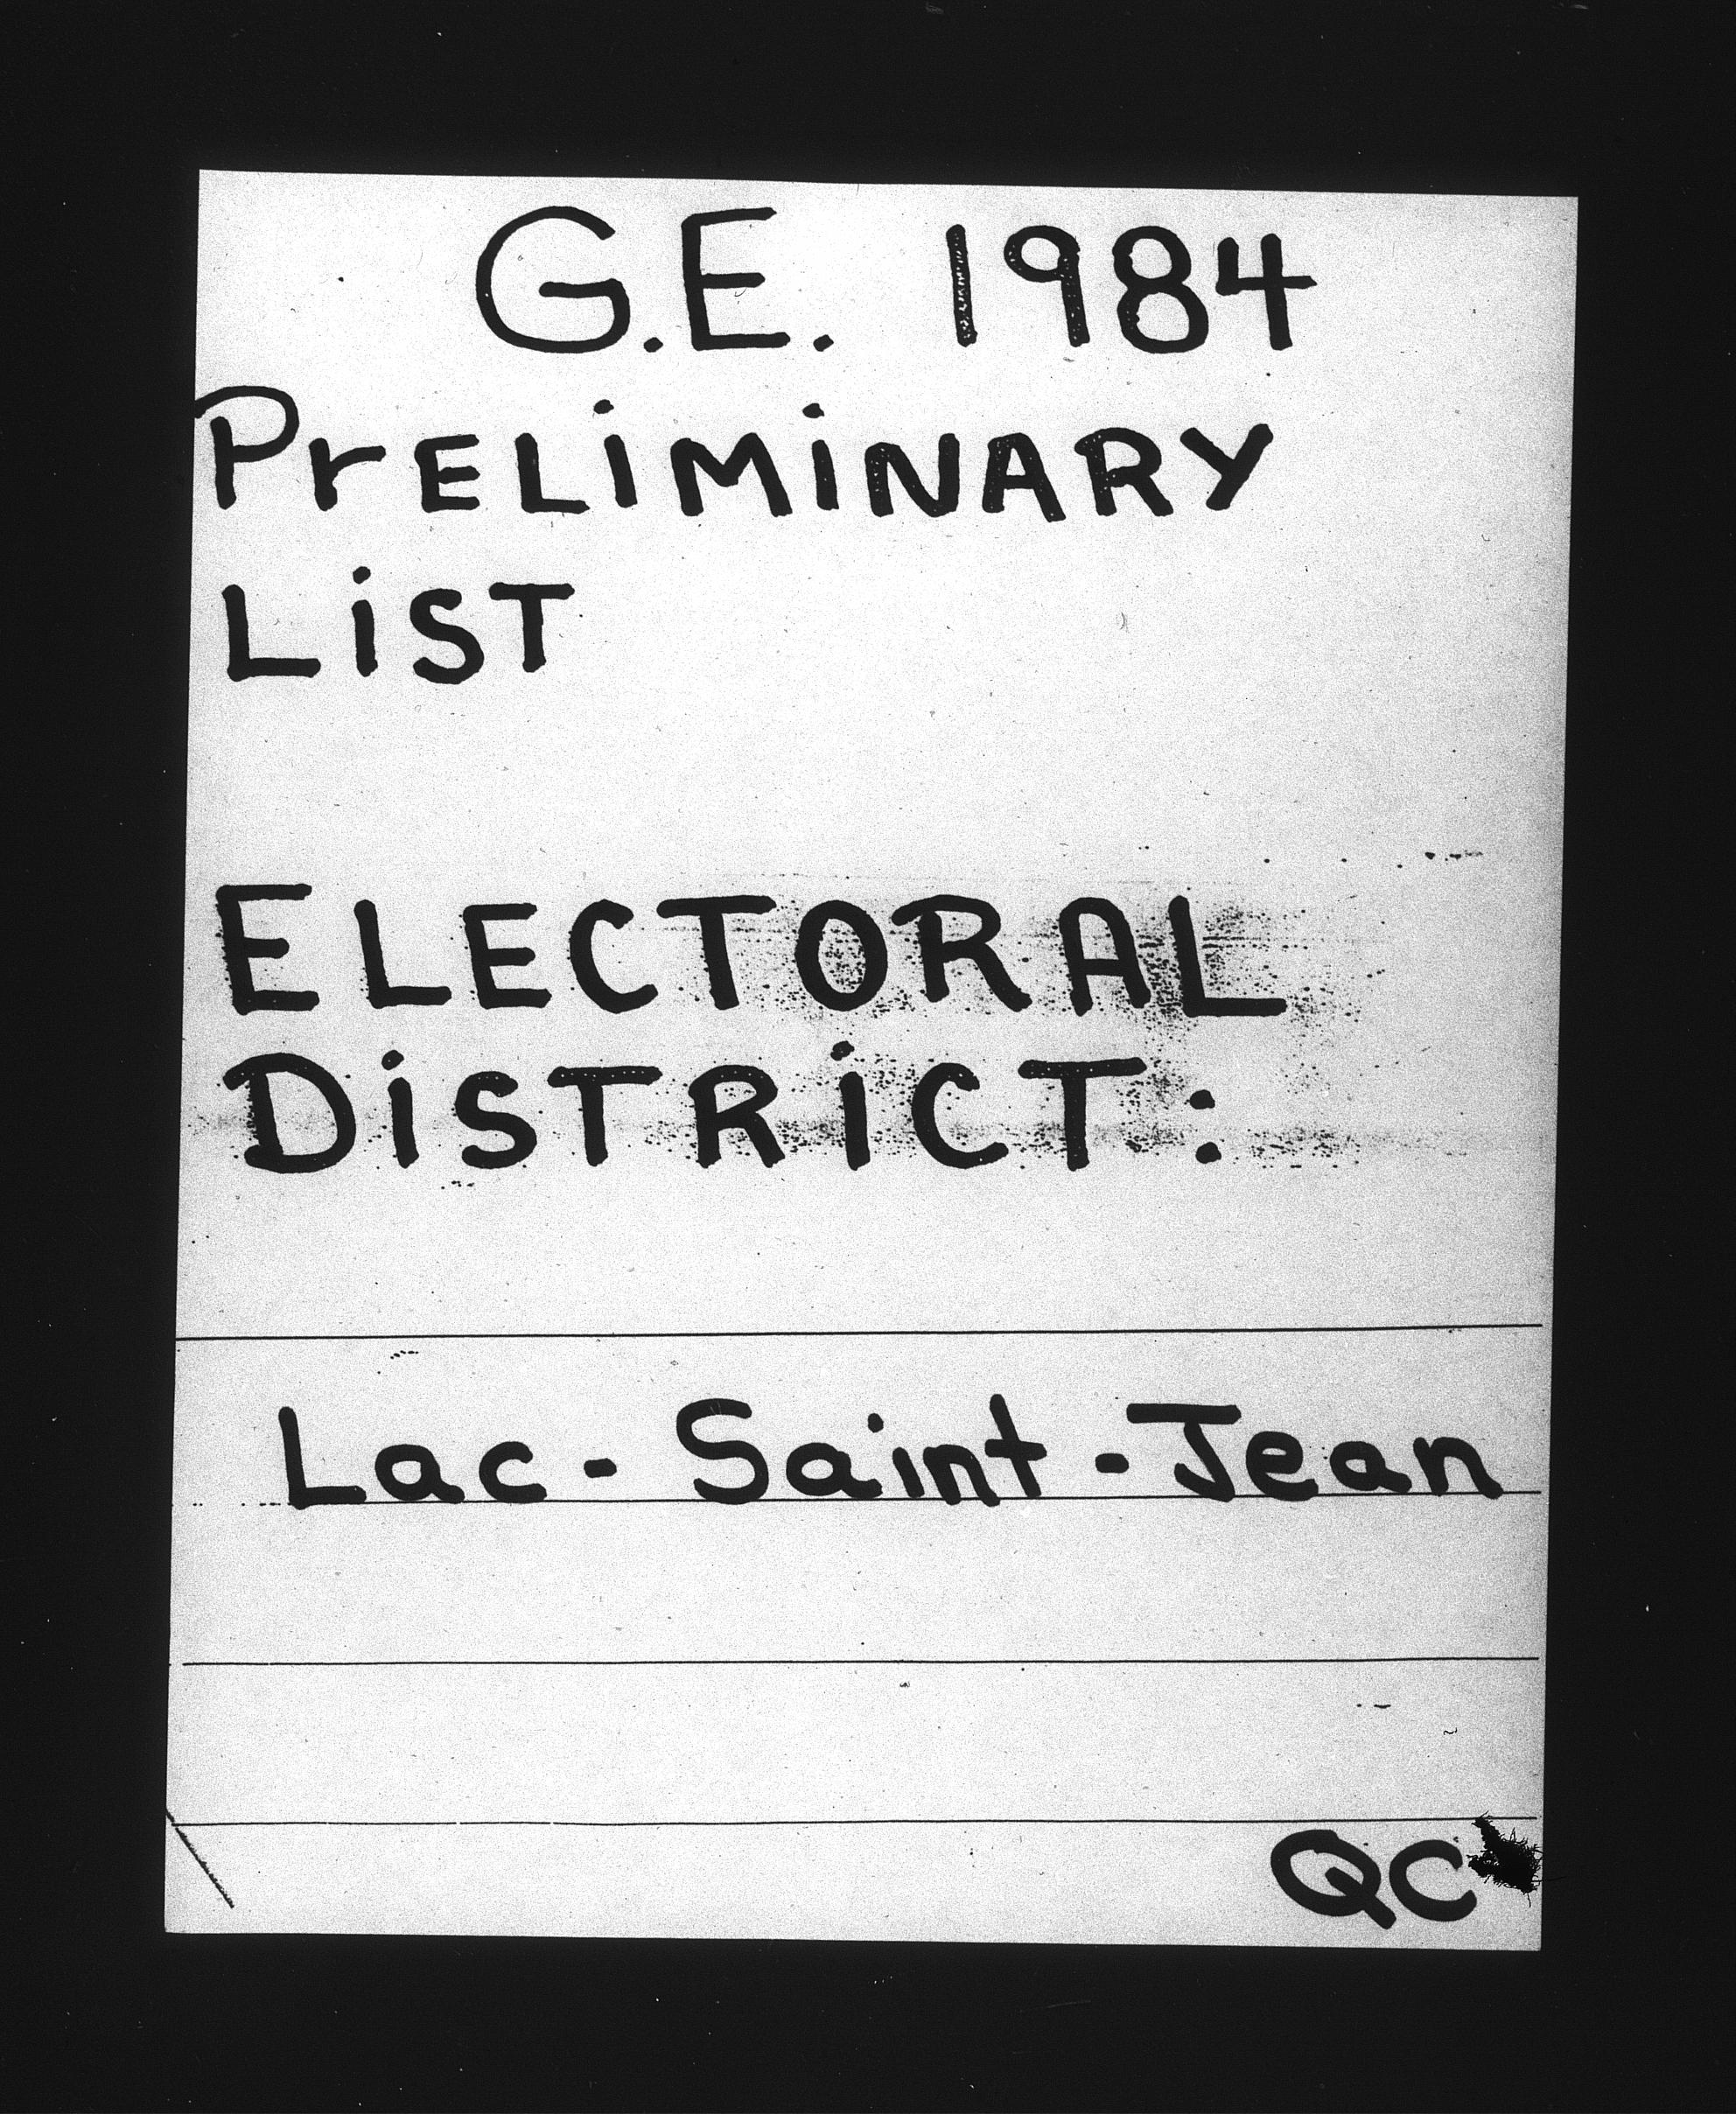 G.E. 1984
PrELiMiNARY
LiST
ELECTORAL
DiSTRiCT:
Lac-Saint-Jean
QC